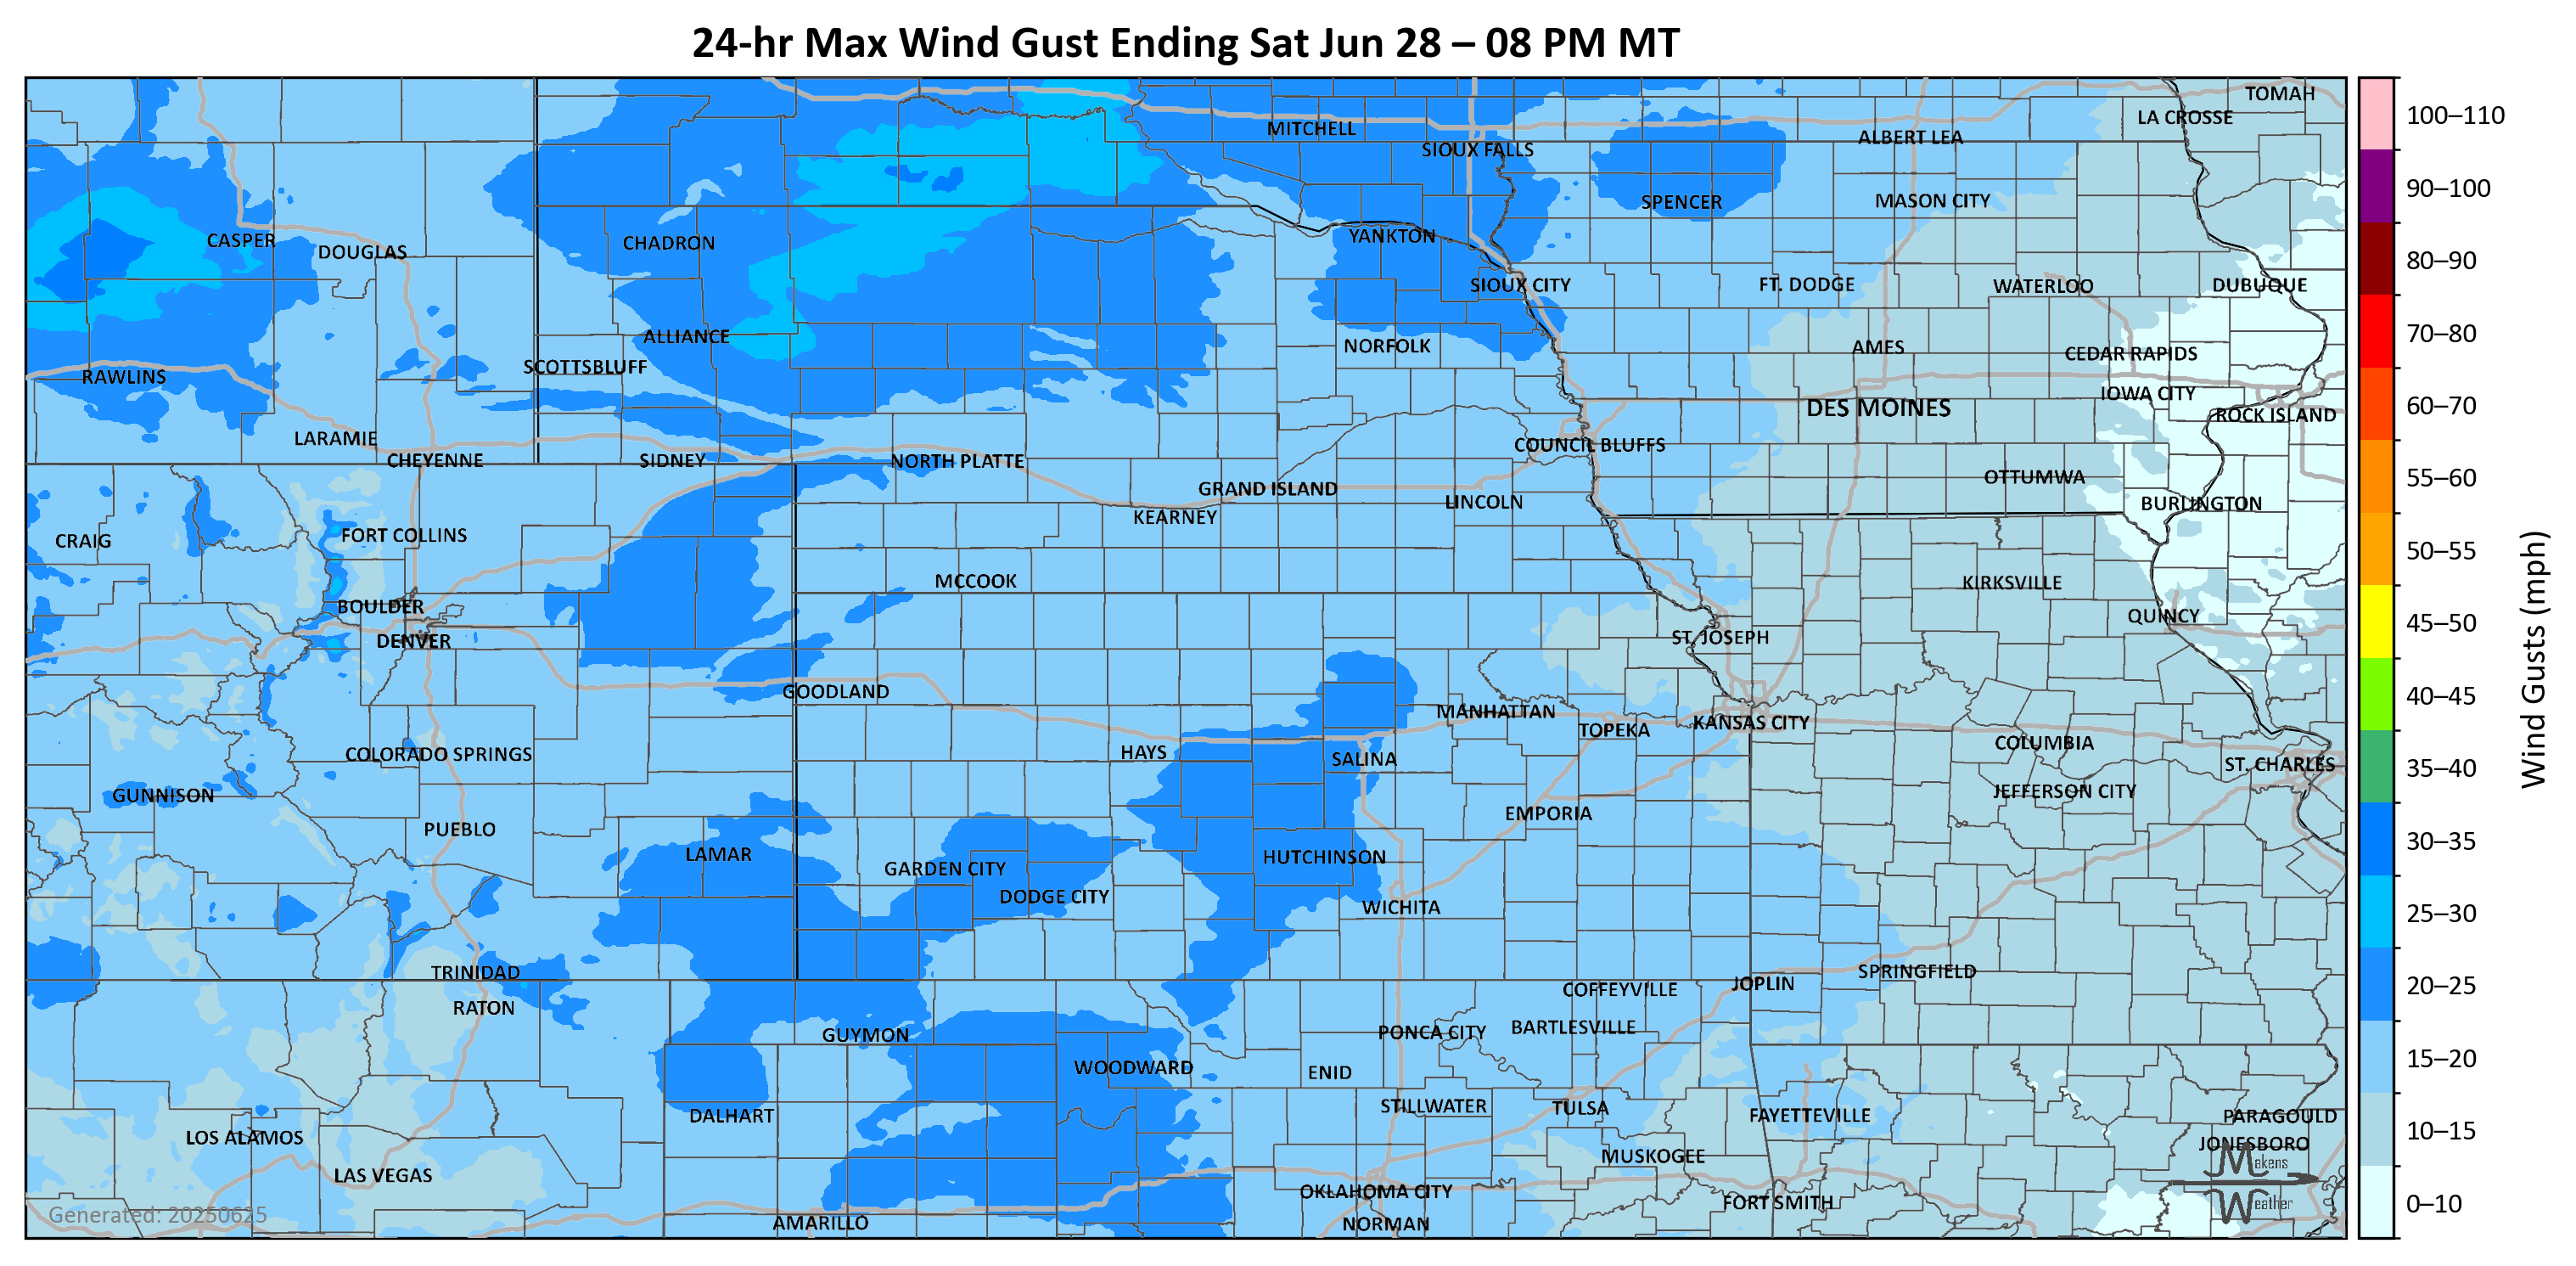 24-hr Max Wind Gust Ending Sat Jun 28 – 08 PM MT
TOMAH
LA CROSSE
MITCHELL
ALBERT LEA
SIOUX FALLS
SPENCER
MASON CITY
CASPER
DOUGLAS
CHADRON
YANKTON
SIOUX CITY
FT. DODGE
WATERLOO
DUBUQUE
ALLIANCE
NORFOLK
AMES
CEDAR RAPIDS
SCOTTSBLUFF
RAWLINS
IOWA CITY
DES MOINES
ROCK ISLAND
LARAMIE
COUNCIL BLUFFS
CHEYENNE
SIDNEY
NORTH PLATTE
OTTUMWA
GRAND ISLAND
LINCOLN
BURLINGTON
KEARNEY
CRAIG
FORT COLLINS
MCCOOK
KIRKSVILLE
BOULDER
QUINCY
DENVER
ST. JOSEPH
GOODLAND
MANHATTAN
TOPEKA
KANSAS CITY
COLORADO SPRINGS
HAYS
SALINA
COLUMBIA
ST. CHARLES
GUNNISON
JEFFERSON CITY
EMPORIA
PUEBLO
LAMAR
GARDEN CITY
HUTCHINSON
DODGE CITY
WICHITA
TRINIDAD
SPRINGFIELD
JOPLIN
COFFEYVILLE
RATON
GUYMON
PONCA CITY
BARTLESVILLE
WOODWARD
ENID
DALHART
STILLWATER
TULSA
FAYETTEVILLE
PARAGOULD
LOS ALAMOS
JONESBORO
MUSKOGEE
LAS VEGAS
OKLAHOMA CITY
FORT SMITH
AMARILLO
NORMAN
Generated: 20250625
Makens
Weather
100–110
90–100
80–90
70–80
60–70
55–60
50–55
45–50
40–45
35–40
30–35
25–30
20–25
15–20
10–15
0–10
Wind Gusts (mph)